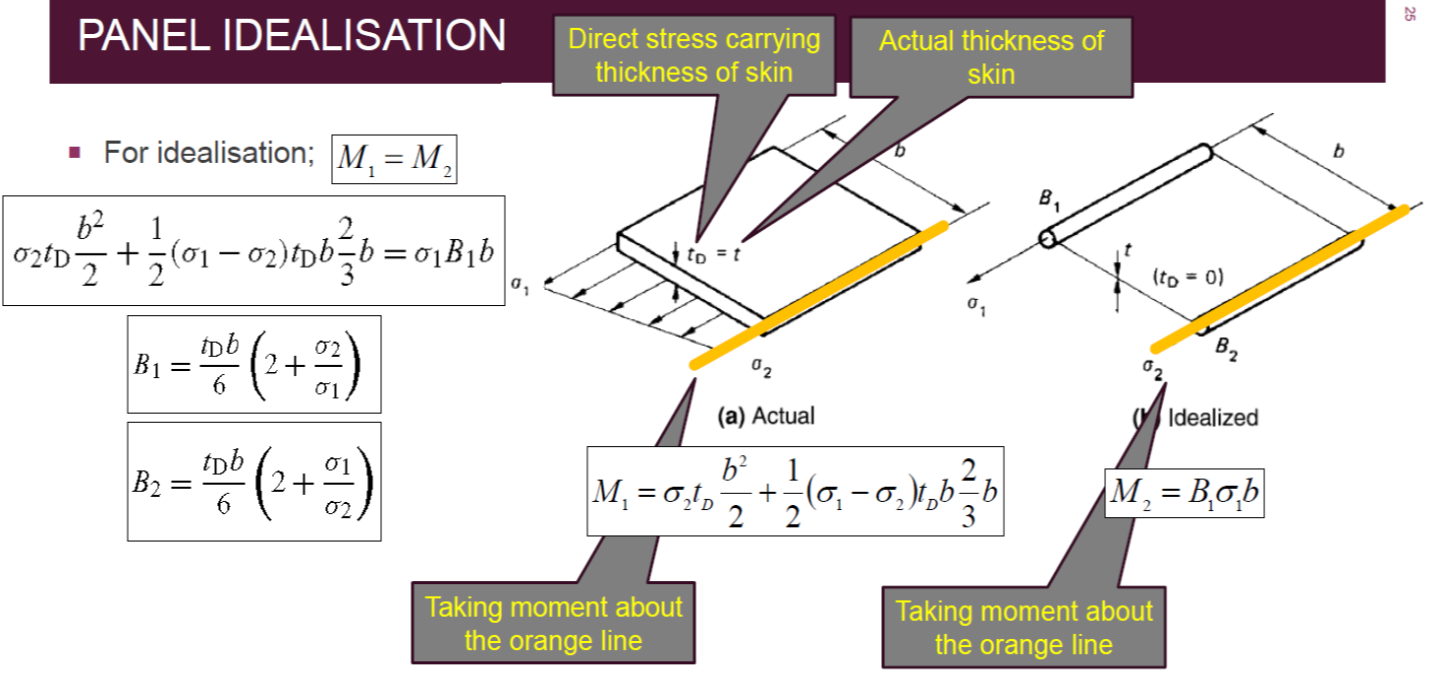 25
PANEL IDEALISATION
Direct stress carrying
thickness of skin
Actual thickness of
skin
▪ For idealisation; M₁ = M₂
σ₂t_D b²/2 + 1/2(σ₁ − σ₂)t_D b 2/3 b = σ₁B₁b
B₁ = t_D b/6 (2 + σ₂/σ₁)
B₂ = t_D b/6 (2 + σ₁/σ₂)
b
t_D = t
σ₁
σ₂
(a) Actual
M₁ = σ₂t_D b²/2 + 1/2(σ₁ − σ₂)t_D b 2/3 b
Taking moment about
the orange line
b
B₁
t
(t_D = 0)
σ₁
B₂
σ₂
Idealized
M₂ = B₁σ₁b
Taking moment about
the orange line